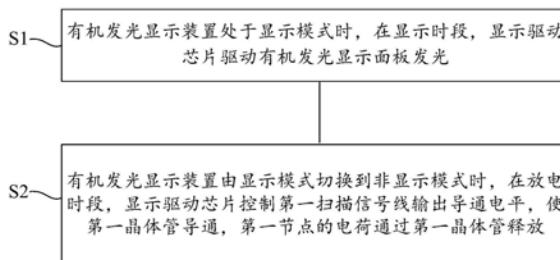 S1
有机发光显示装置处于显示模式时，在显示时段，显示驱动
芯片驱动有机发光显示面板发光
S2
有机发光显示装置由显示模式切换到非显示模式时，在放电
时段，显示驱动芯片控制第一扫描信号线输出导通电平，使
第一晶体管导通，第一节点的电荷通过第一晶体管释放